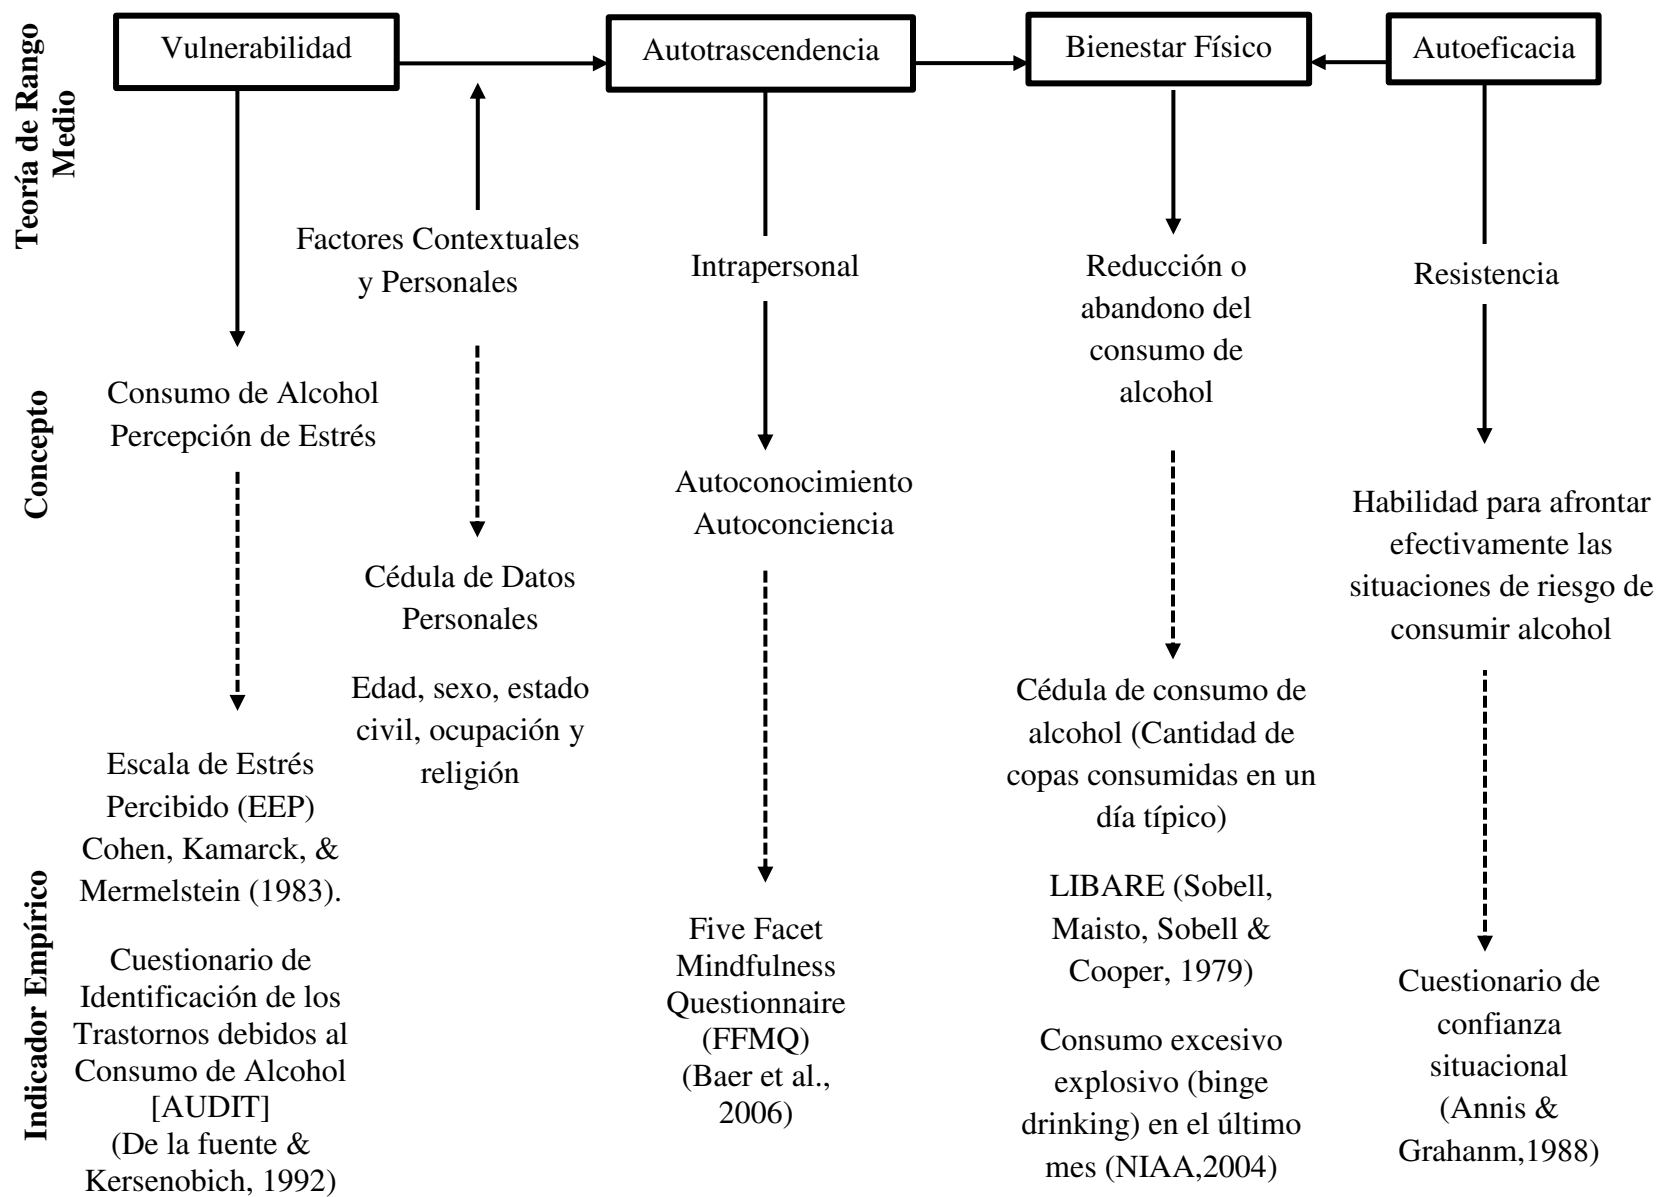 Teoría de Rango
Medio
Vulnerabilidad
Autotrascendencia
Bienestar Físico
Autoeficacia
Factores Contextuales
y Personales
Intrapersonal
Reducción o
abandono del
consumo de
alcohol
Resistencia
Concepto
Consumo de Alcohol
Percepción de Estrés
Autoconocimiento
Autoconciencia
Habilidad para afrontar
efectivamente las
situaciones de riesgo de
consumir alcohol
Cédula de Datos
Personales
Edad, sexo, estado
civil, ocupación y
religión
Indicador Empírico
Escala de Estrés
Percibido (EEP)
Cohen, Kamarck, &
Mermelstein (1983).
Cuestionario de
Identificación de los
Trastornos debidos al
Consumo de Alcohol
[AUDIT]
(De la fuente &
Kersenobich, 1992)
Five Facet
Mindfulness
Questionnaire
(FFMQ)
(Baer et al.,
2006)
Cédula de consumo de
alcohol (Cantidad de
copas consumidas en un
día típico)
LIBARE (Sobell,
Maisto, Sobell &
Cooper, 1979)
Consumo excesivo
explosivo (binge
drinking) en el último
mes (NIAA,2004)
Cuestionario de
confianza
situacional
(Annis &
Grahanm,1988)